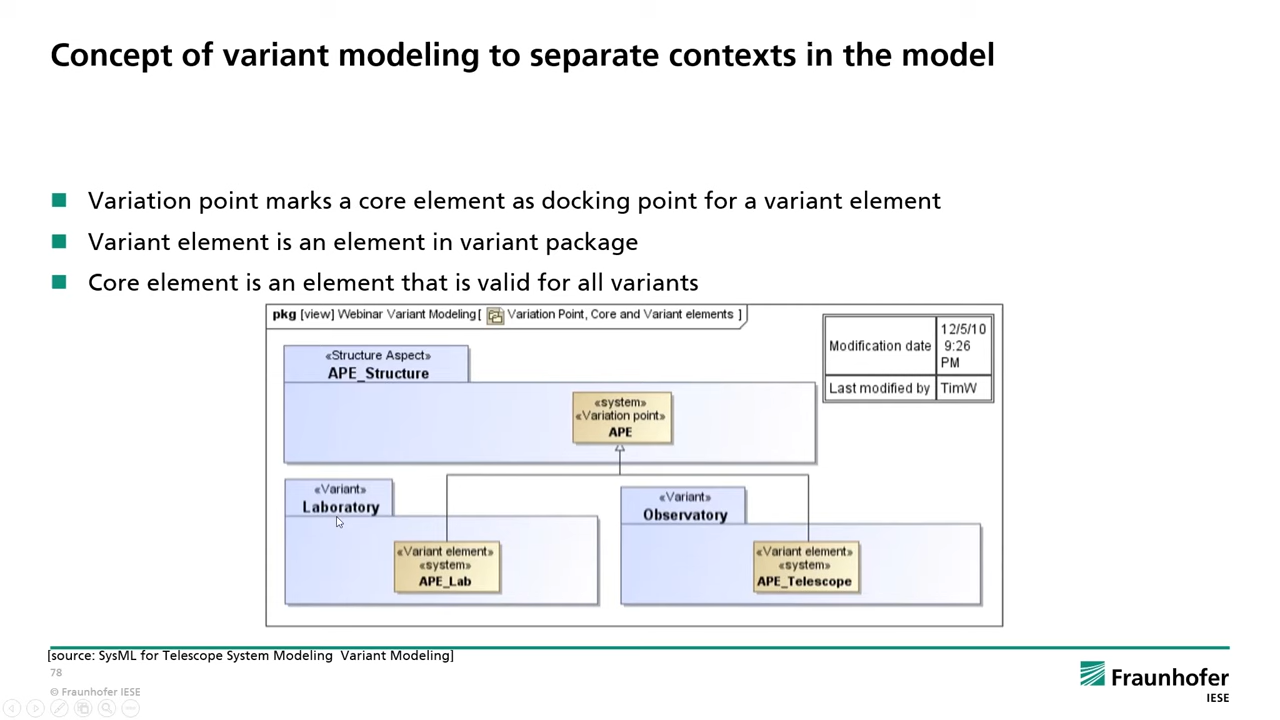 Concept of variant modeling to separate contexts in the model
Variation point marks a core element as docking point for a variant element
Variant element is an element in variant package
Core element is an element that is valid for all variants
pkg [view] Webinar Variant Modeling[ Variation Point, Core and Variant elements ]
Modification date
12/5/10
9:26
PM
Last modified by
TimW
«Structure Aspect»
APE_Structure
«system»
«Variation point»
APE
«Variant»
Laboratory
«Variant element»
«system»
APE_Lab
«Variant»
Observatory
«Variant element»
«system»
APE_Telescope
[source: SysML for Telescope System Modeling  Variant Modeling]
78
© Fraunhofer IESE
Fraunhofer
IESE